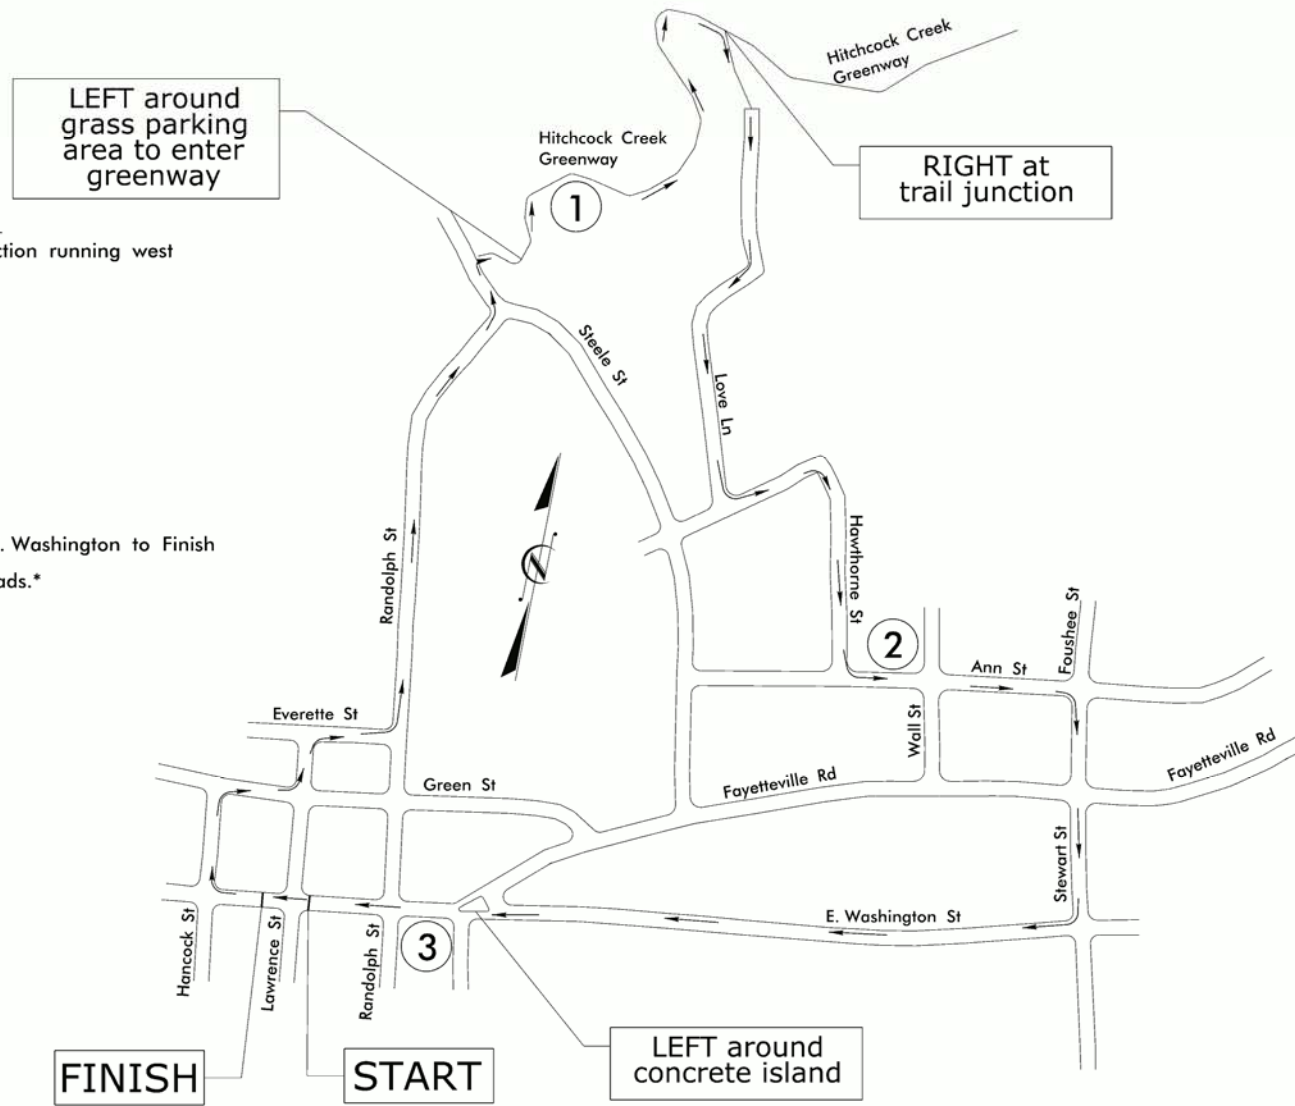 Hitchcock Creek
Greenway
LEFT around
grass parking
area to enter
greenway
Hitchcock Creek
Greenway
RIGHT at
trail junction
1
ction running west
Steele St
Love Ln
. Washington to Finish
ads.*
Randolph St
N
Hawthorne St
2
Foushee St
Ann St
Everette St
Wall St
Fayetteville Rd
Green St
Fayetteville Rd
Stewart St
E. Washington St
Hancock St
Lawrence St
Randolph St
3
FINISH
START
LEFT around
concrete island